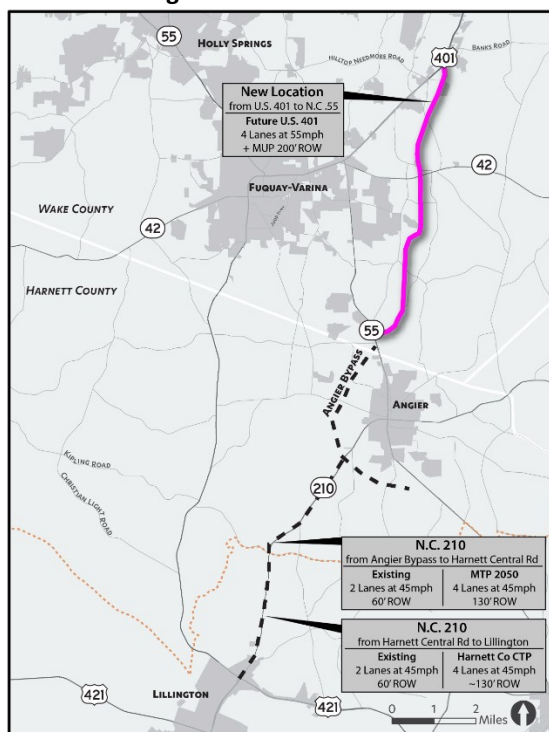 55
HOLLY SPRINGS
HILLTOP NEEDMORE ROAD
BANKS ROAD
401
New Location
from U.S. 401 to N.C .55
Future U.S. 401
4 Lanes at 55mph
+ MUP 200' ROW
42
FUQUAY-VARINA
WAKE COUNTY
42
HARNETT COUNTY
55
ANGIER BYPASS
ANGIER
KIPLING ROAD
CHRISTIAN LIGHT ROAD
210
N.C. 210
from Angier Bypass to Harnett Central Rd
Existing MTP 2050
2 Lanes at 45mph 4 Lanes at 45mph
60' ROW 130' ROW
N.C. 210
from Harnett Central Rd to Lillington
Existing Harnett Co CTP
2 Lanes at 45mph 4 Lanes at 45mph
60' ROW ~130' ROW
421
LILLINGTON
421
0 1 2
Miles